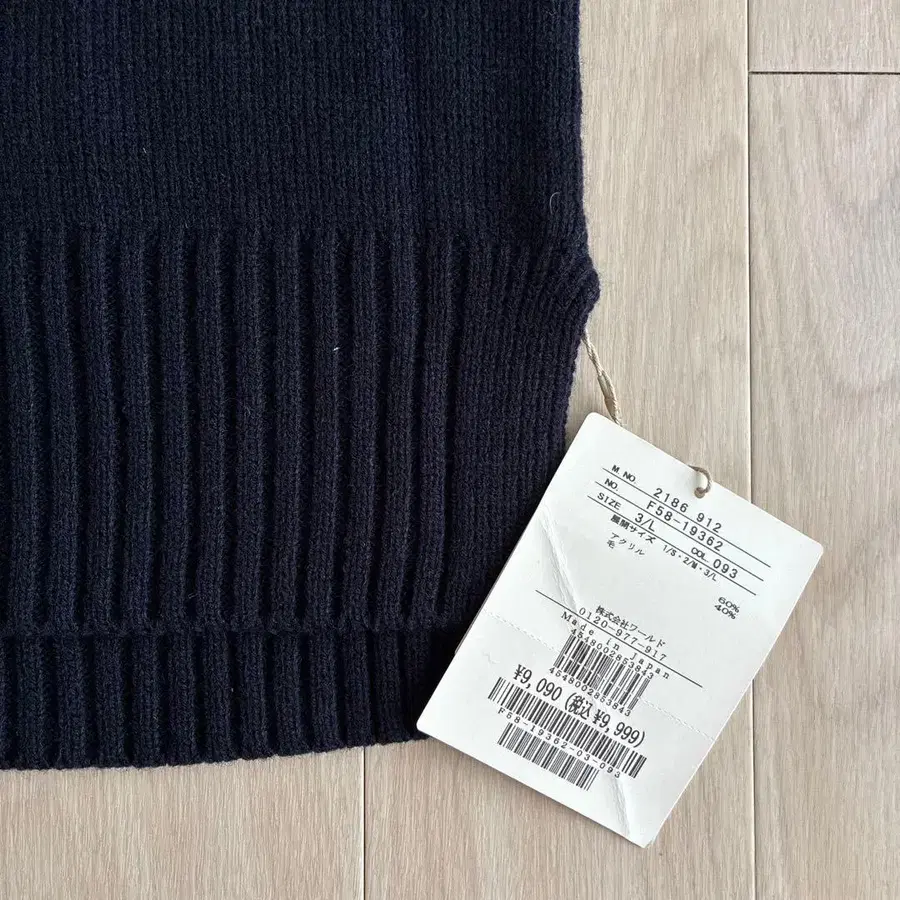 M. NO. 2186 912
NO. F58-19362
SIZE 3/L COL. 093
展開サイズ 1/S・2/M・3/L
アクリル 60%
毛 40%
株式会社ワールド
0120-977-917
Made in Japan
4548002853843
4548002853843
¥9,090 (税込 ¥9,999)
F58-19362-03-093